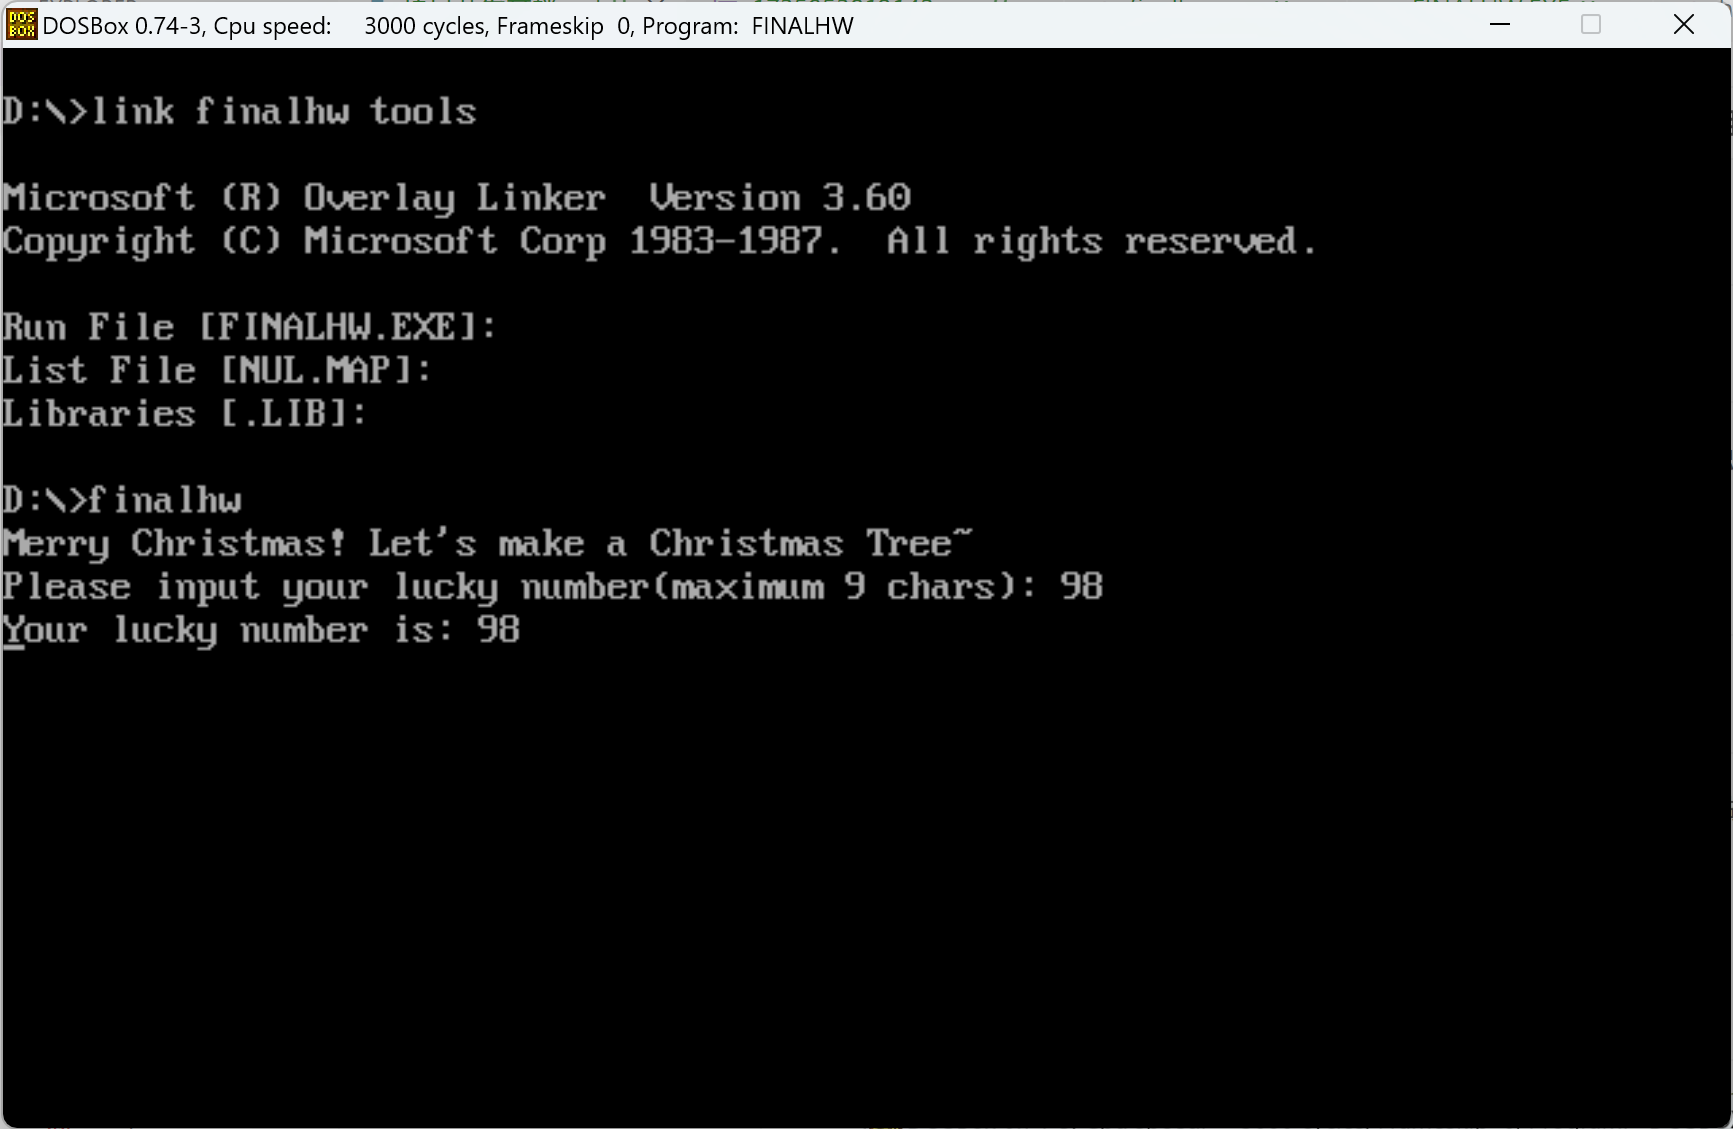 DOSBox 0.74-3, Cpu speed:    3000 cycles, Frameskip  0, Program:  FINALHW
D:\>link finalhw tools
Microsoft (R) Overlay Linker  Version 3.60
Copyright (C) Microsoft Corp 1983-1987.  All rights reserved.
Run File [FINALHW.EXE]:
List File [NUL.MAP]:
Libraries [.LIB]:
D:\>finalhw
Merry Christmas! Let's make a Christmas Tree~
Please input your lucky number(maximum 9 chars): 98
Your lucky number is: 98